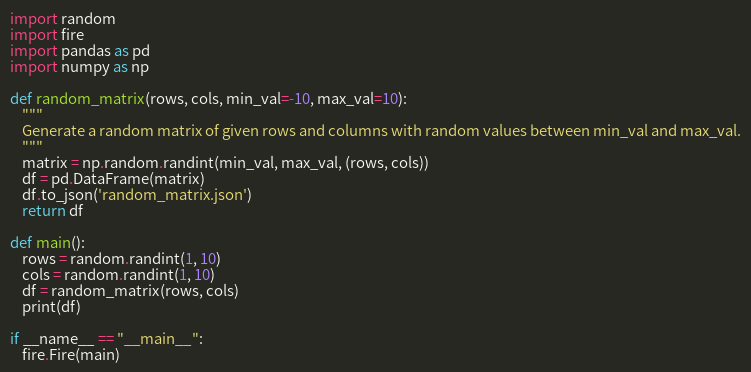 import random
import fire
import pandas as pd
import numpy as np

def random_matrix(rows, cols, min_val=-10, max_val=10):
    """
    Generate a random matrix of given rows and columns with random values between min_val and max_val.
    """
    matrix = np.random.randint(min_val, max_val, (rows, cols))
    df = pd.DataFrame(matrix)
    df.to_json('random_matrix.json')
    return df

def main():
    rows = random.randint(1, 10)
    cols = random.randint(1, 10)
    df = random_matrix(rows, cols)
    print(df)

if __name__ == "__main__":
    fire.Fire(main)